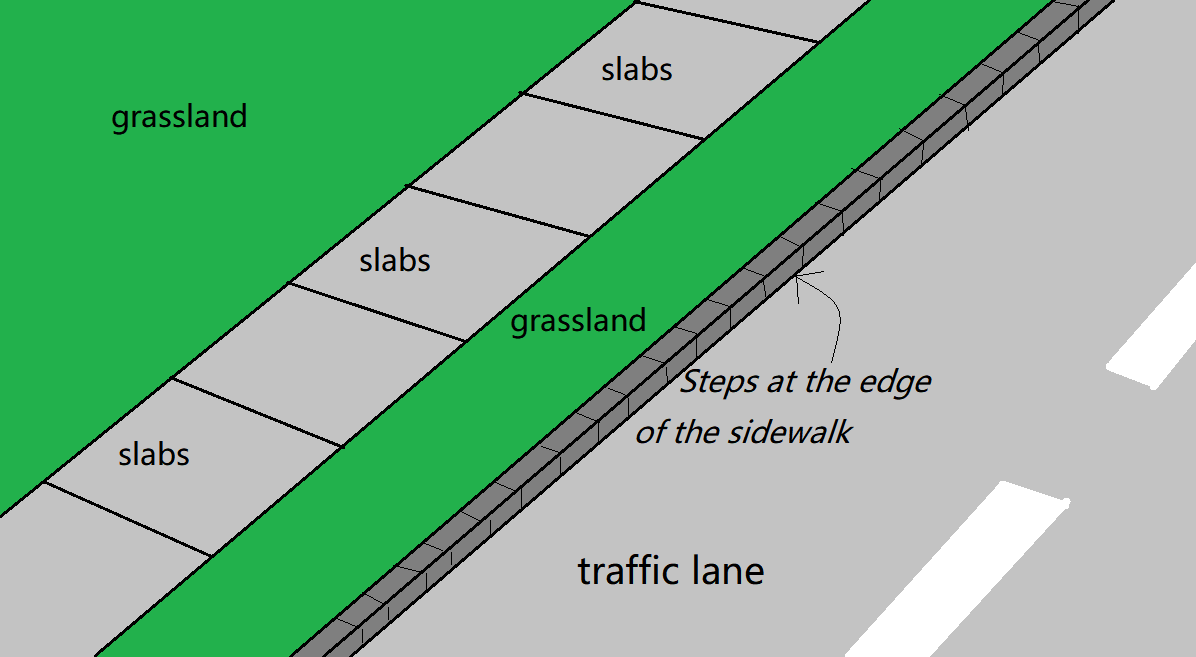 slabs
grassland
slabs
grassland
Steps at the edge
of the sidewalk
slabs
traffic lane